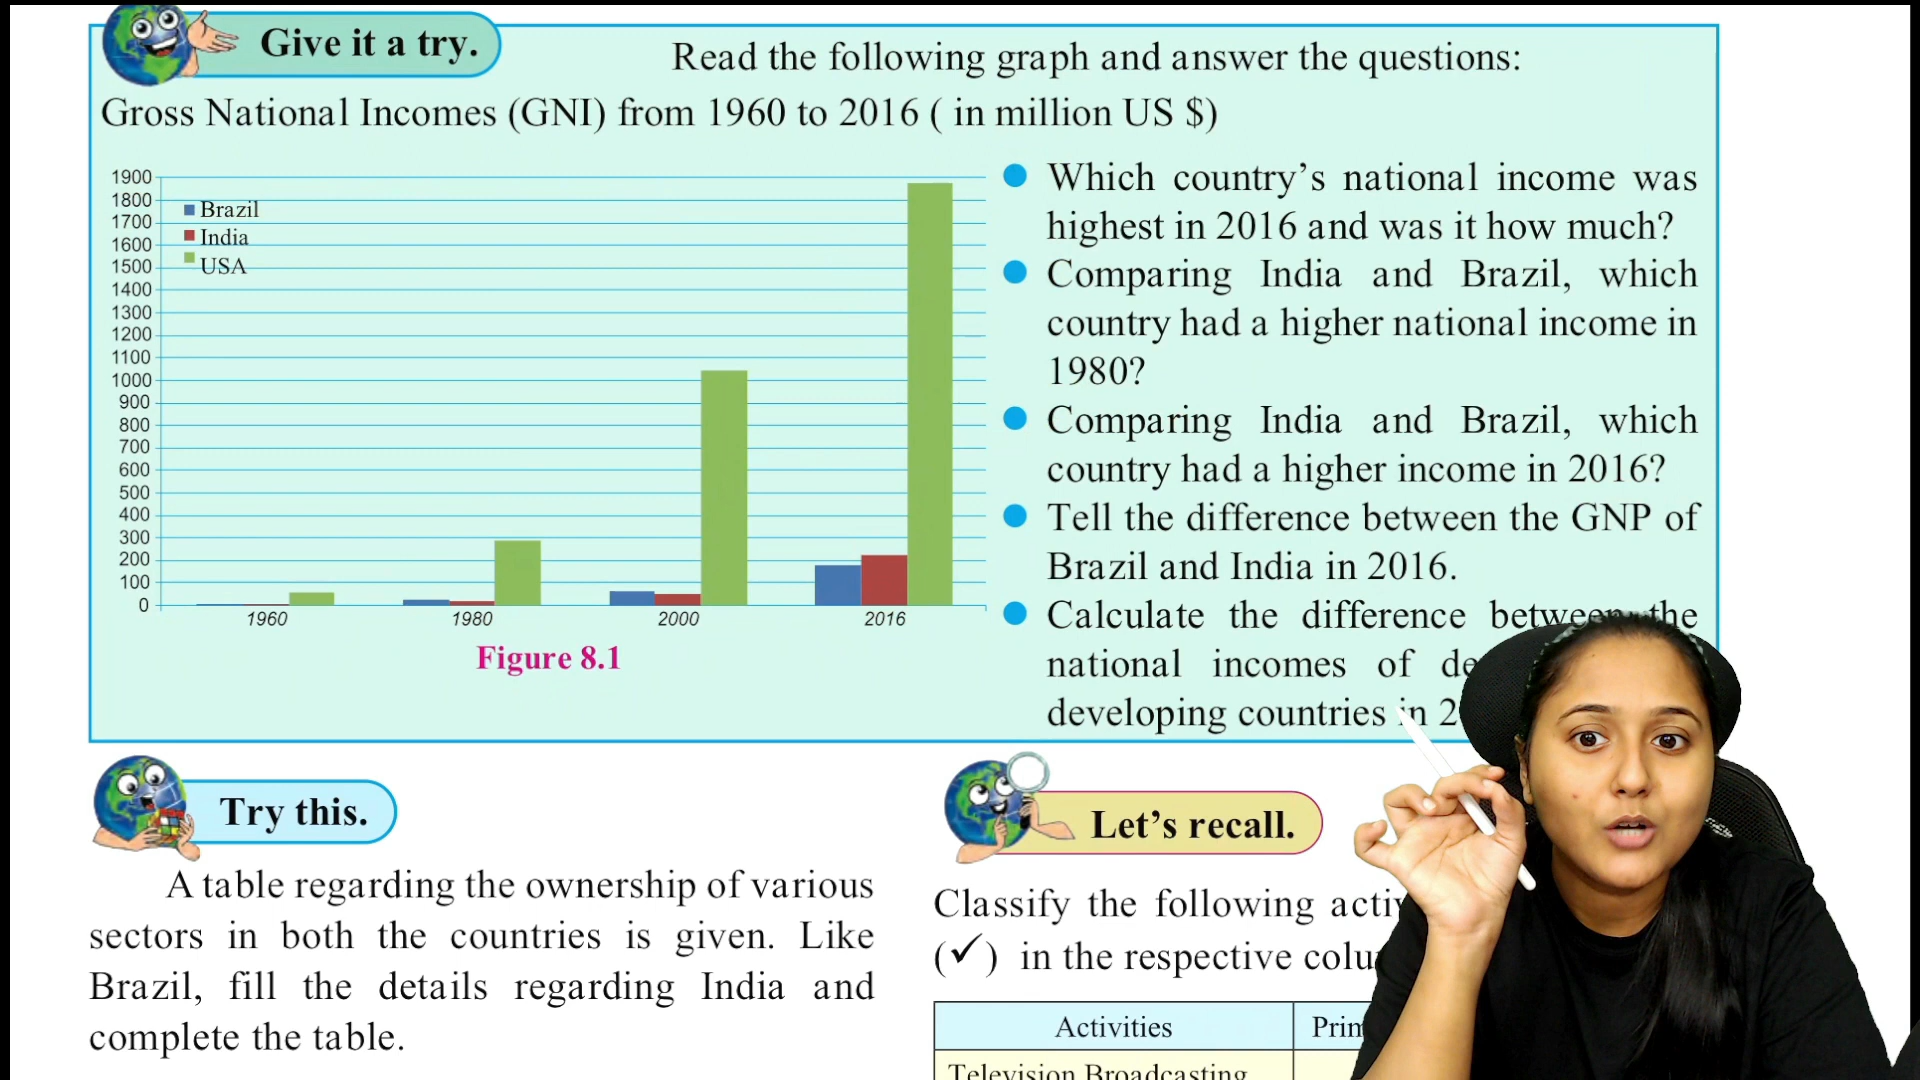 Give it a try.
Read the following graph and answer the questions:
Gross National Incomes (GNI) from 1960 to 2016 ( in million US $)
1900
1800
1700
1600
1500
1400
1300
1200
1100
1000
900
800
700
600
500
400
300
200
100
0
Brazil
India
USA
1960 1980 2000 2016
Figure 8.1
Which country’s national income was
highest in 2016 and was it how much?
Comparing India and Brazil, which
country had a higher national income in
1980?
Comparing India and Brazil, which
country had a higher income in 2016?
Tell the difference between the GNP of
Brazil and India in 2016.
Calculate the difference between the
national incomes of
developing countries in
Try this.
A table regarding the ownership of various
sectors in both the countries is given. Like
Brazil, fill the details regarding India and
complete the table.
Let’s recall.
Classify the following
(✓) in the respective
Activities
Television Broadcasting